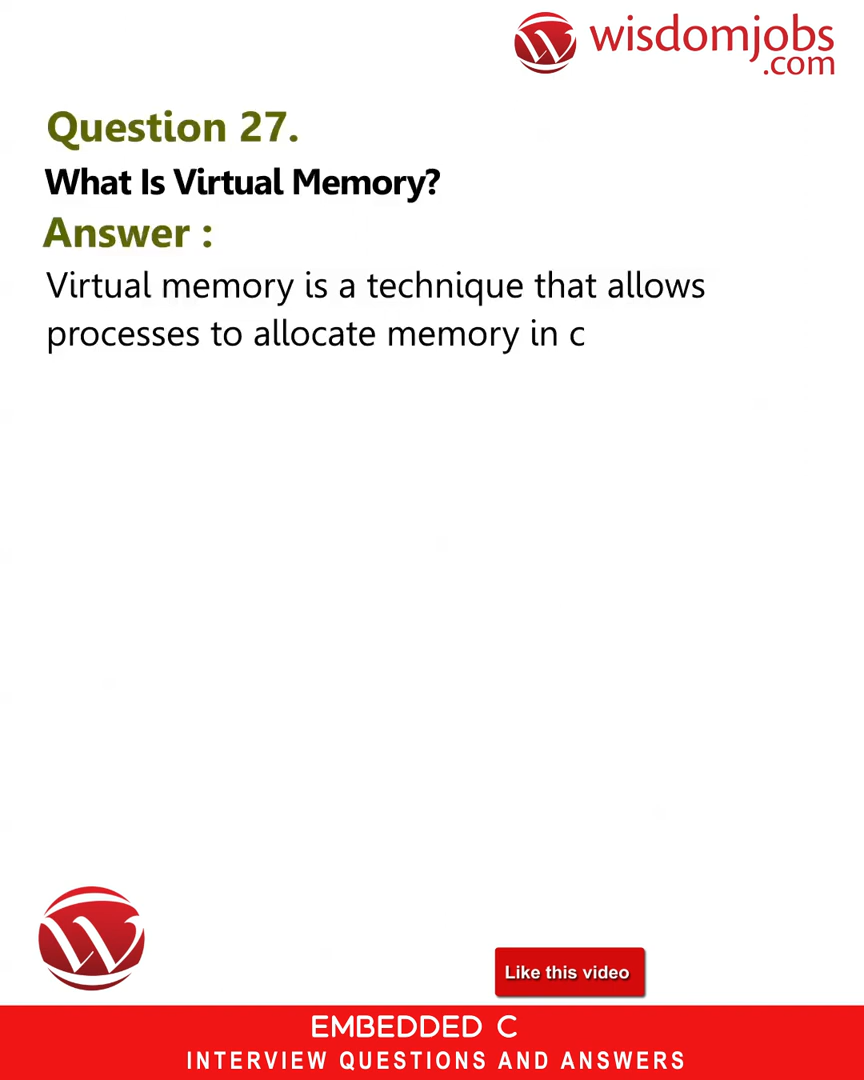 wisdomjobs
.com
Question 27.
What Is Virtual Memory?
Answer :
Virtual memory is a technique that allows
processes to allocate memory in c
Like this video
EMBEDDED C
INTERVIEW QUESTIONS AND ANSWERS